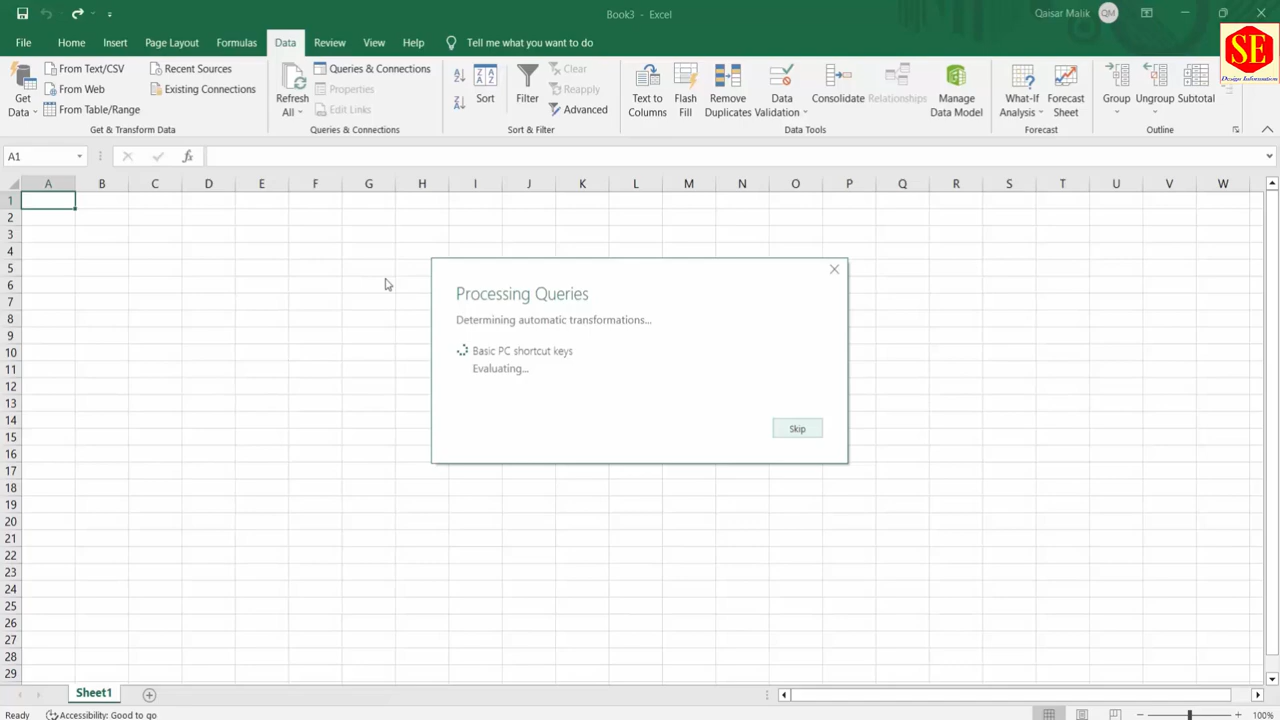 Book3 - Excel
Qaisar Malik QM
File Home Insert Page Layout Formulas Data Review View Help Tell me what you want to do
SE
Design Information
Get Data
From Text/CSV
From Web
From Table/Range
Recent Sources
Existing Connections
Get & Transform Data
Refresh All
Queries & Connections
Properties
Edit Links
Queries & Connections
Sort
Filter
Clear
Reapply
Advanced
Sort & Filter
Text to Columns
Flash Fill
Remove Duplicates
Data Validation
Consolidate
Relationships
Manage Data Model
Data Tools
What-If Analysis
Forecast Sheet
Forecast
Group
Ungroup
Subtotal
Outline
A1
fx
A B C D E F G H I J K L M N O P Q R S T U V W
1
2
3
4
5
6
7
8
9
10
11
12
13
14
15
16
17
18
19
20
21
22
23
24
25
26
27
28
29
Processing Queries
Determining automatic transformations...
Basic PC shortcut keys
Evaluating...
Skip
Sheet1
Ready Accessibility: Good to go 100%